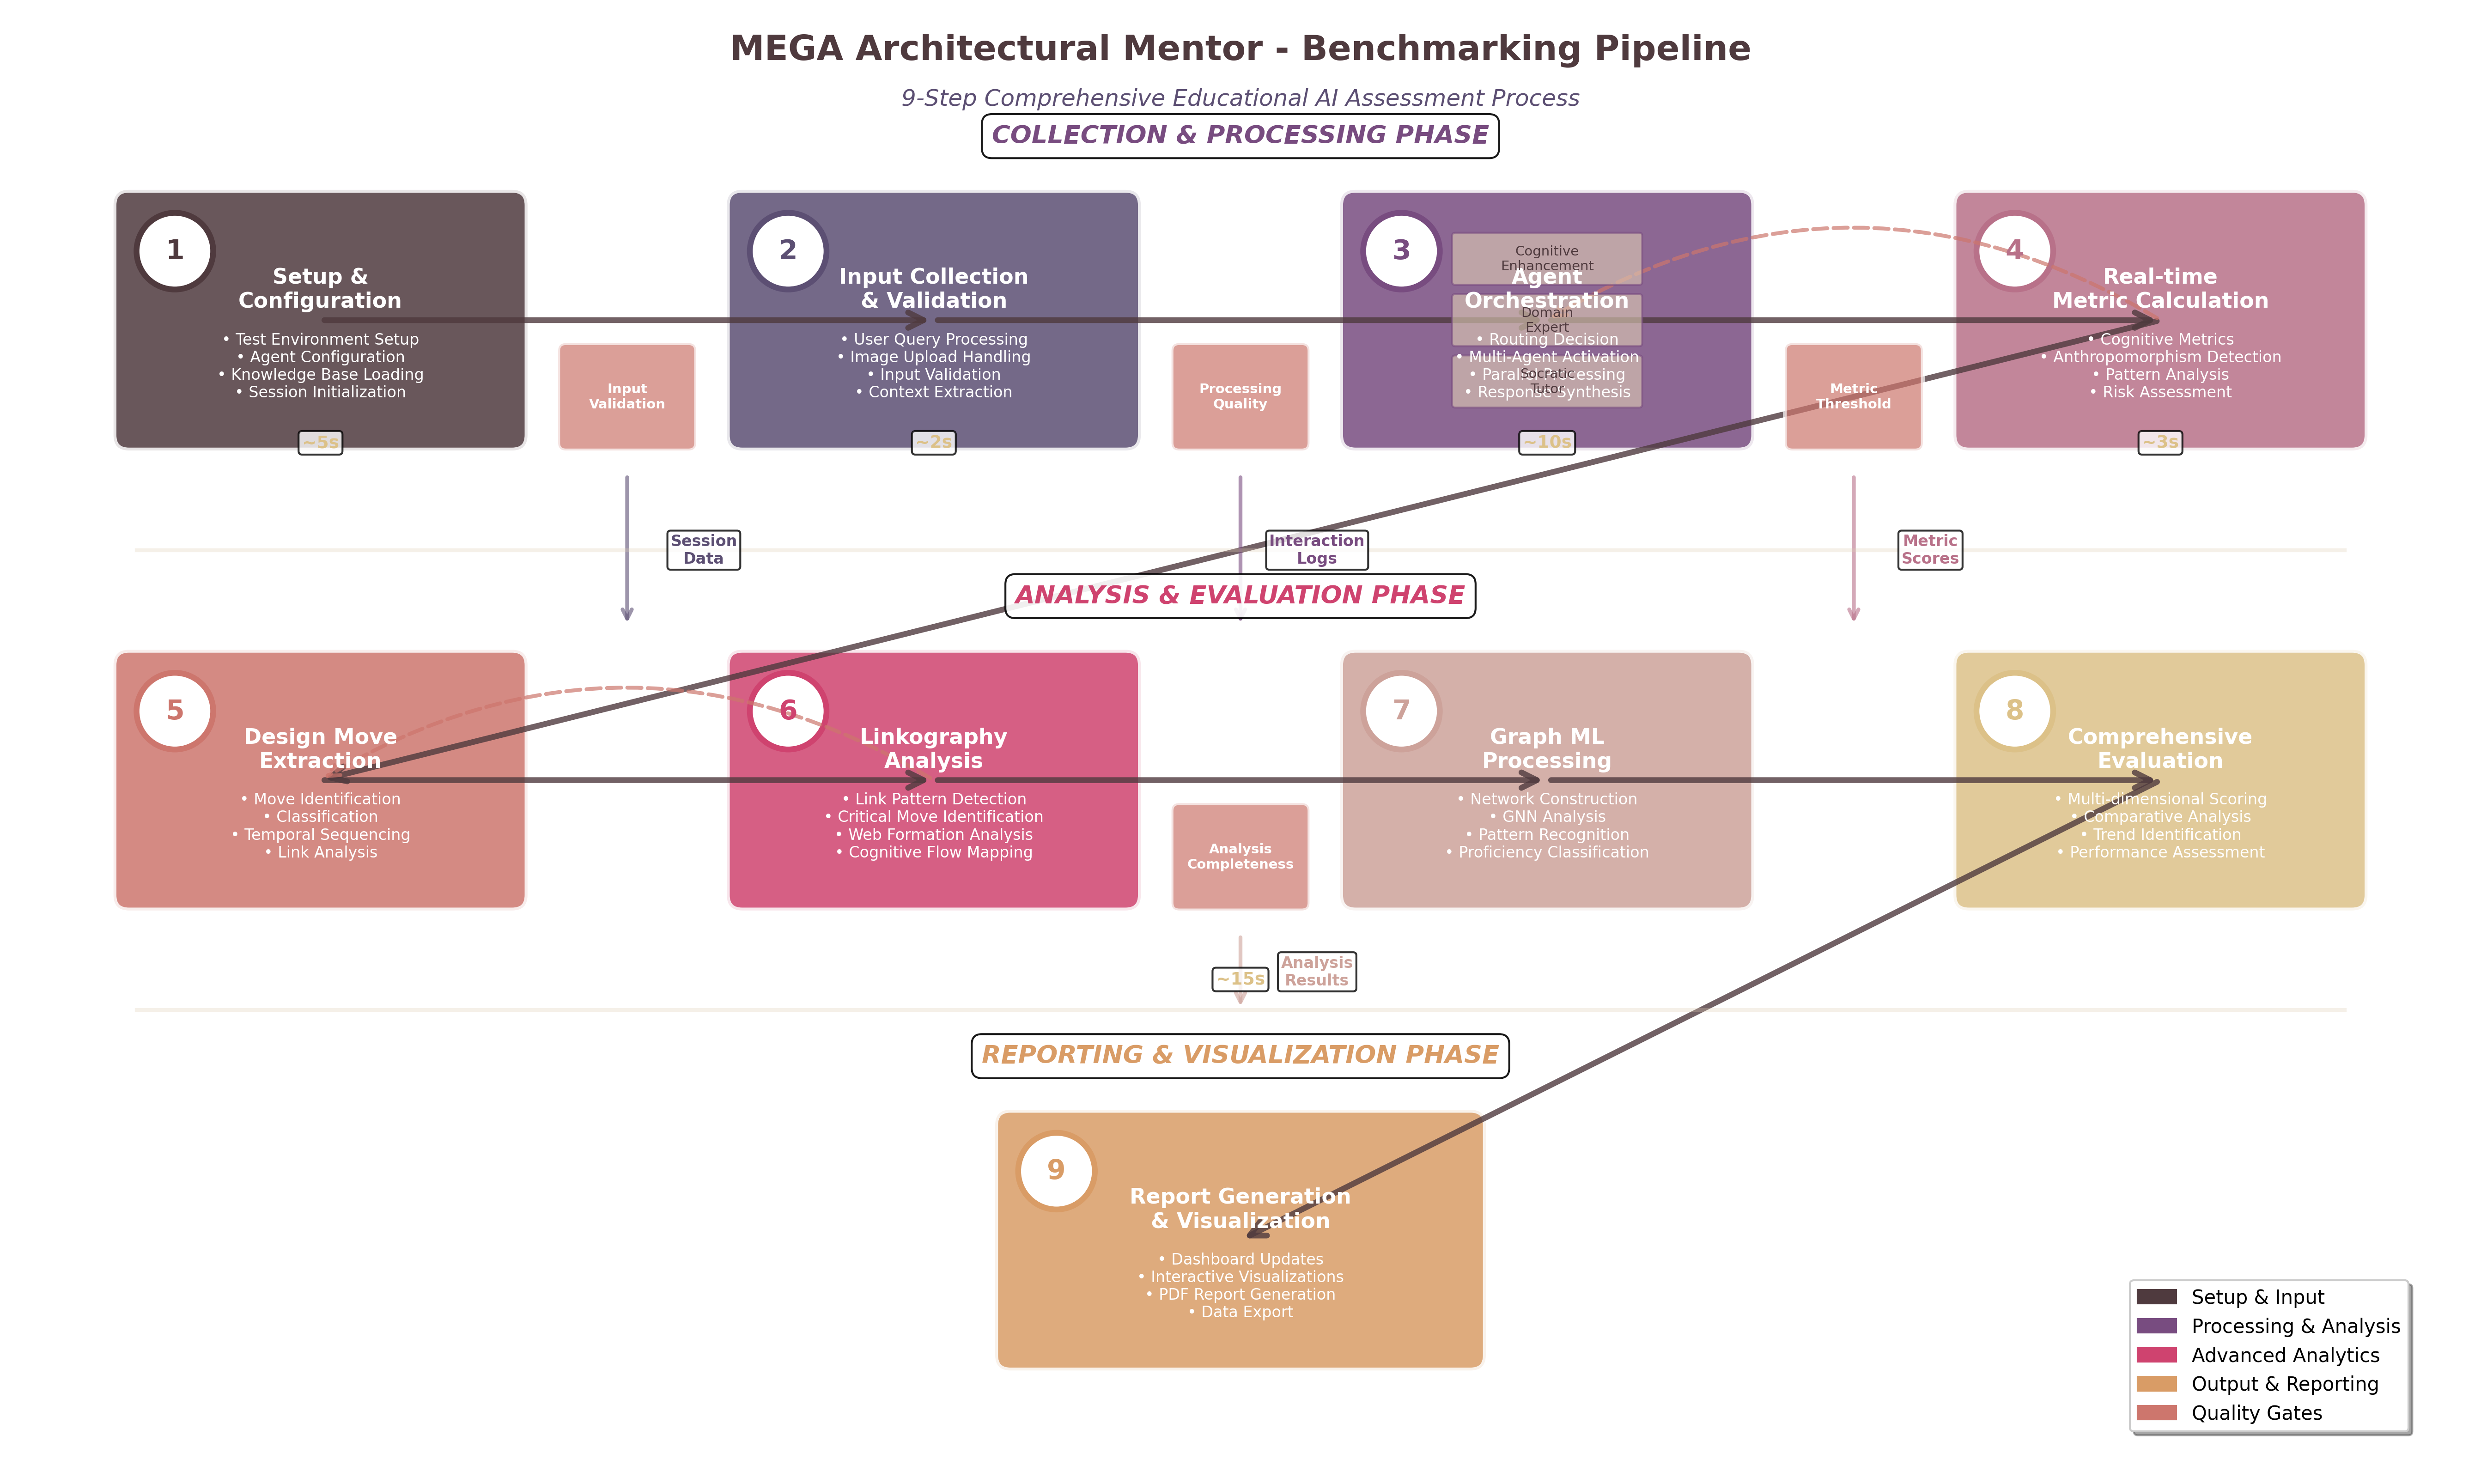 MEGA Architectural Mentor - Benchmarking Pipeline
9-Step Comprehensive Educational AI Assessment Process
COLLECTION & PROCESSING PHASE
1
Setup &
Configuration
• Test Environment Setup
• Agent Configuration
• Knowledge Base Loading
• Session Initialization
~5s
Input
Validation
2
Input Collection
& Validation
• User Query Processing
• Image Upload Handling
• Input Validation
• Context Extraction
~2s
Processing
Quality
3
Cognitive
Enhancement
Agent
Orchestration
Domain
Expert
• Routing Decision
• Multi-Agent Activation
• Parallel Processing
• Response Synthesis
Socratic
Tutor
~10s
Metric
Threshold
4
Real-time
Metric Calculation
• Cognitive Metrics
• Anthropomorphism Detection
• Pattern Analysis
• Risk Assessment
~3s
Session
Data
Interaction
Logs
Metric
Scores
ANALYSIS & EVALUATION PHASE
5
Design Move
Extraction
• Move Identification
• Classification
• Temporal Sequencing
• Link Analysis
6
Linkography
Analysis
• Link Pattern Detection
• Critical Move Identification
• Web Formation Analysis
• Cognitive Flow Mapping
Analysis
Completeness
7
Graph ML
Processing
• Network Construction
• GNN Analysis
• Pattern Recognition
• Proficiency Classification
8
Comprehensive
Evaluation
• Multi-dimensional Scoring
• Comparative Analysis
• Trend Identification
• Performance Assessment
~15s
Analysis
Results
REPORTING & VISUALIZATION PHASE
9
Report Generation
& Visualization
• Dashboard Updates
• Interactive Visualizations
• PDF Report Generation
• Data Export
Setup & Input
Processing & Analysis
Advanced Analytics
Output & Reporting
Quality Gates